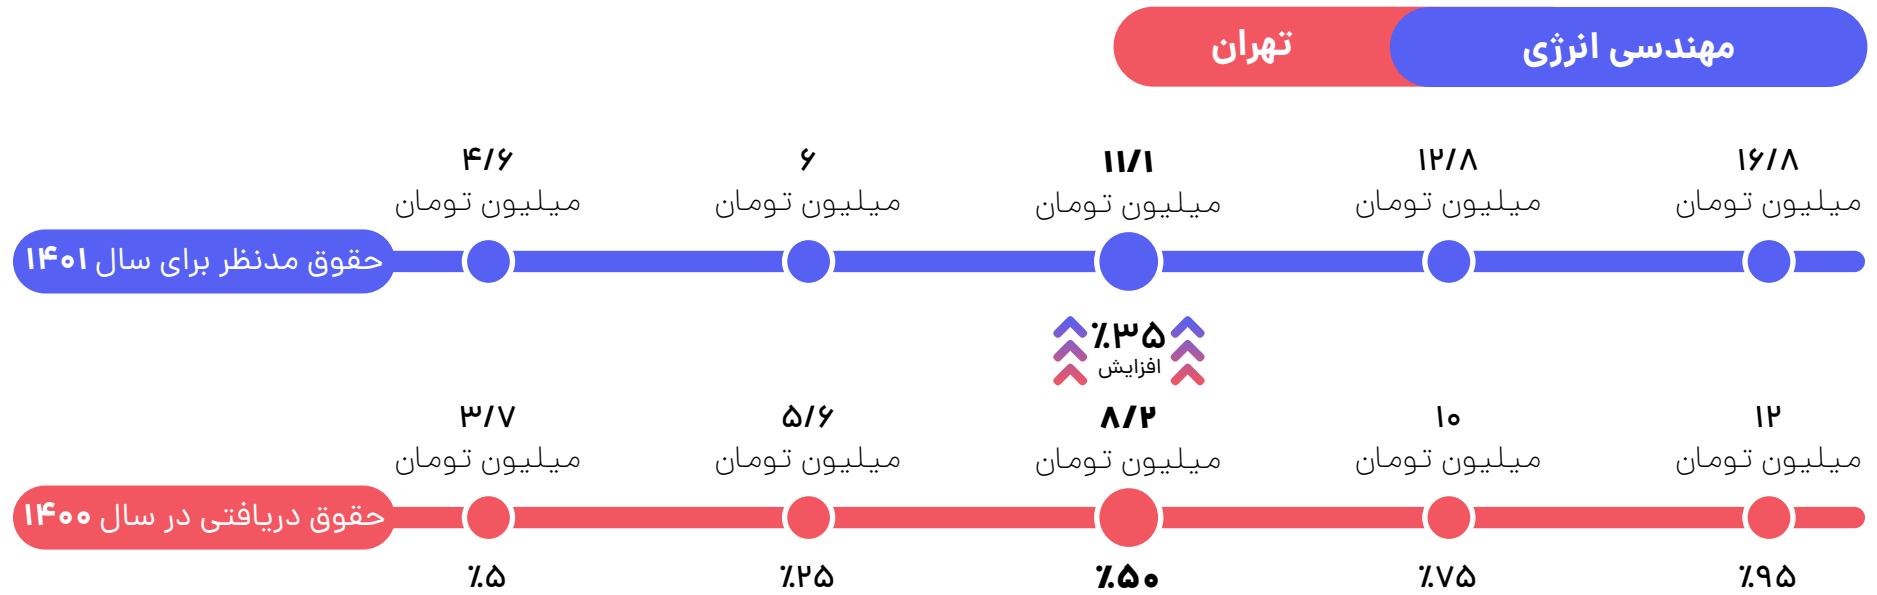 مهندسی انرژی
تهران
۴/۶
میلیون تومان
۶
میلیون تومان
۱۱/۱
میلیون تومان
۱۲/۸
میلیون تومان
۱۶/۸
میلیون تومان
حقوق مدنظر برای سال ۱۴۰۱
٪۳۵
افزایش
۳/۷
میلیون تومان
۵/۶
میلیون تومان
۸/۲
میلیون تومان
۱۰
میلیون تومان
۱۲
میلیون تومان
حقوق دریافتی در سال ۱۴۰۰
٪۵
٪۲۵
٪۵۰
٪۷۵
٪۹۵